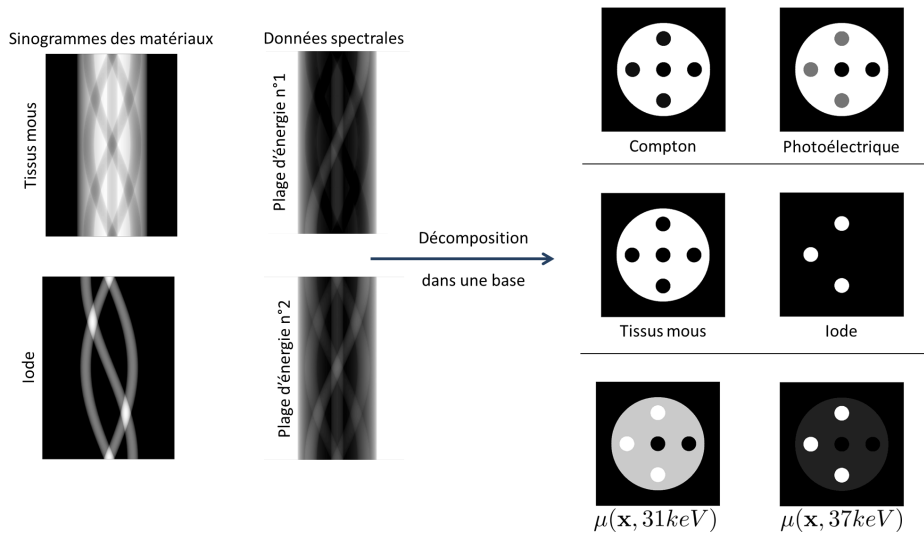 Sinogrammes des matériaux
Tissus mous
Iode
Données spectrales
Plage d'énergie n°1
Plage d'énergie n°2
Décomposition
dans une base
Compton
Photoélectrique
Tissus mous
Iode
μ(x, 31keV)
μ(x, 37keV)